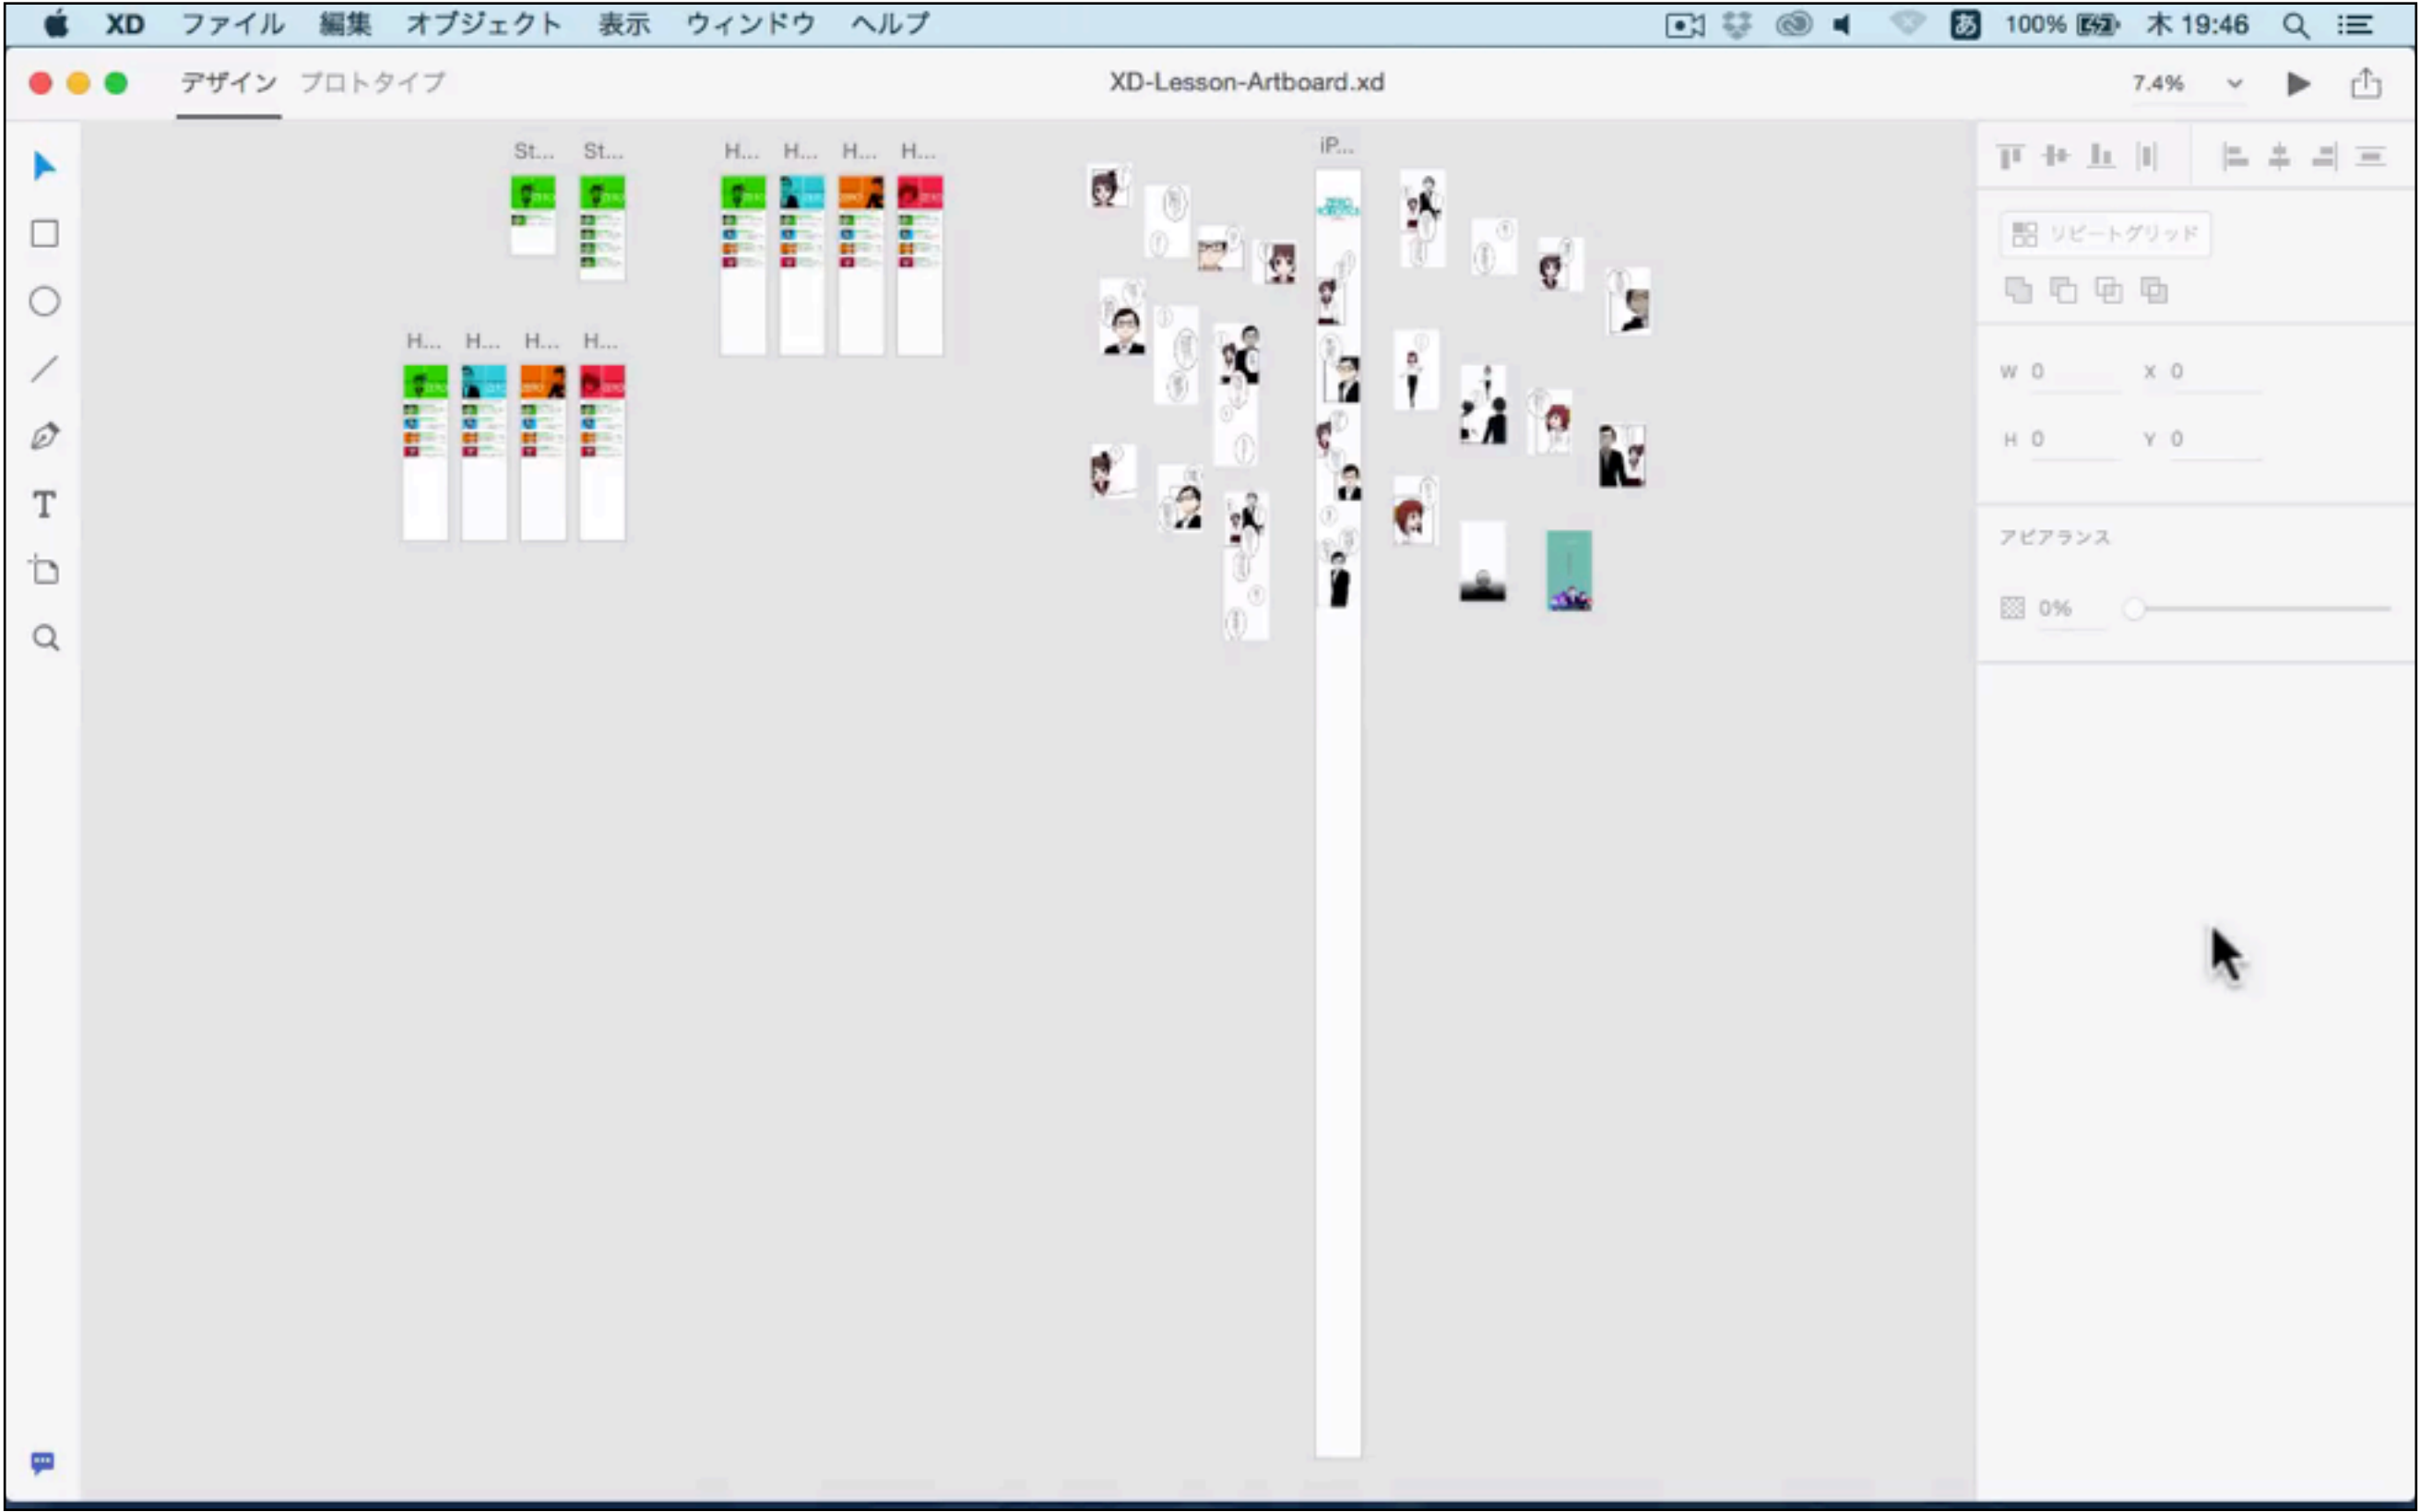 XD ファイル 編集 オブジェクト 表示 ウィンドウ ヘルプ あ 100% 木 19:46
デザイン プロトタイプ XD-Lesson-Artboard.xd 7.4%
St... St... H... H... H... H... iP...
H... H... H... H...
リピートグリッド
W 0 X 0
H 0 Y 0
アピアランス
0%
T